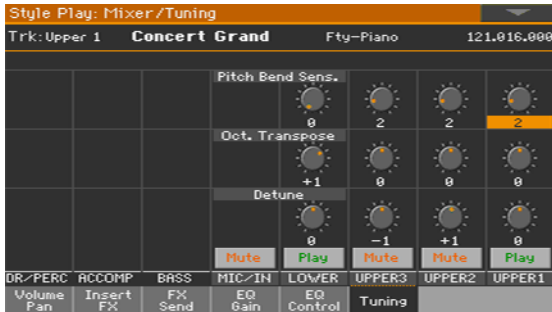 Style Play: Mixer/Tuning
Trk:Upper 1 Concert Grand Fty-Piano 121.016.000
Pitch Bend Sens.
0 2 2 2
Oct. Transpose
+1 0 0 0
Detune
0 -1 +1 0
Mute Play Mute Mute Play
DR/PERC ACCOMP BASS MIC/IN LOWER UPPER3 UPPER2 UPPER1
Volume Pan Insert FX FX Send EQ Gain EQ Control Tuning